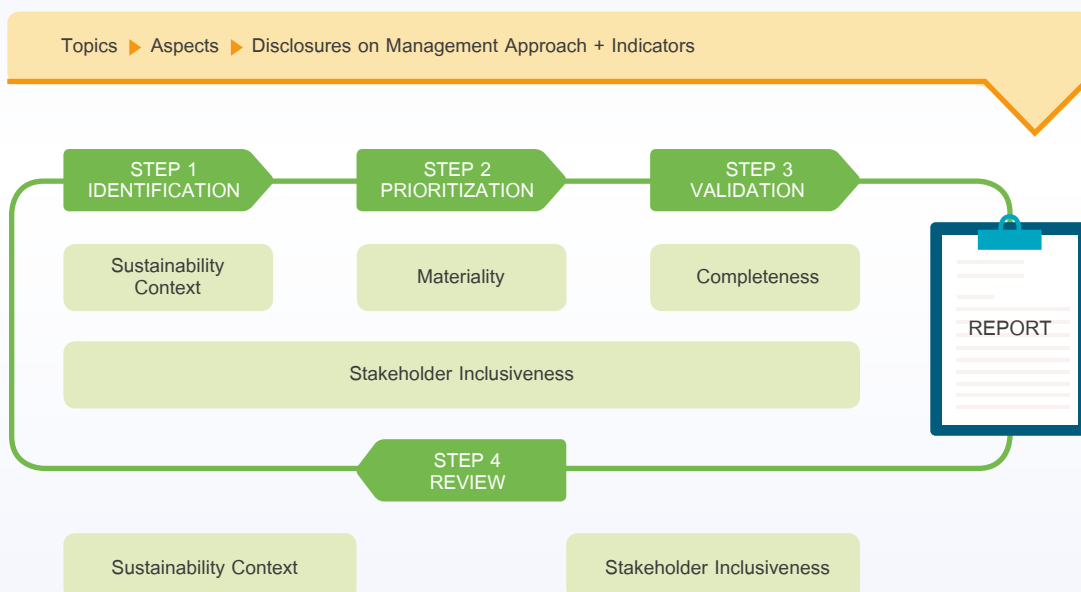 Topics Aspects Disclosures on Management Approach + Indicators
STEP 1
IDENTIFICATION
STEP 2
PRIORITIZATION
STEP 3
VALIDATION
Sustainability
Context
Materiality
Completeness
REPORT
Stakeholder Inclusiveness
STEP 4
REVIEW
Sustainability Context
Stakeholder Inclusiveness